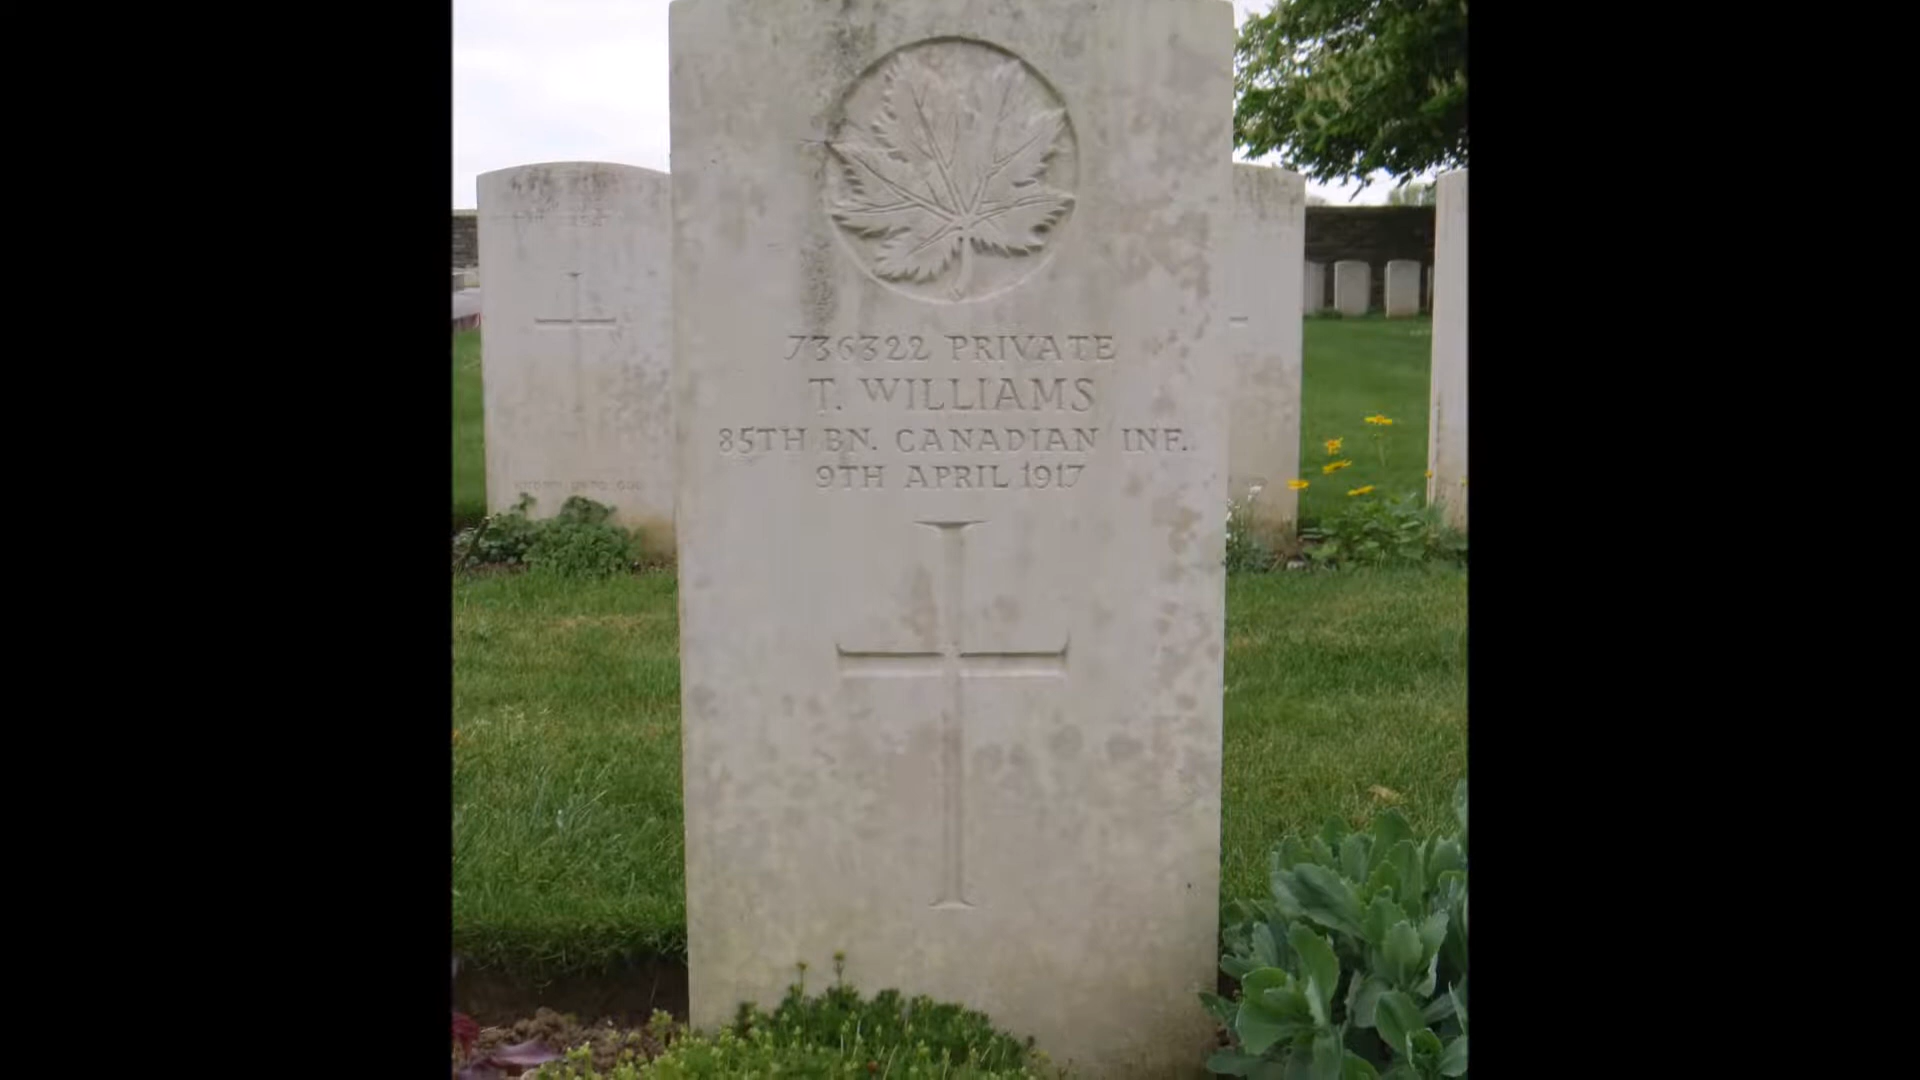 736322 PRIVATE
T. WILLIAMS
85TH BN. CANADIAN INF.
9TH APRIL 1917